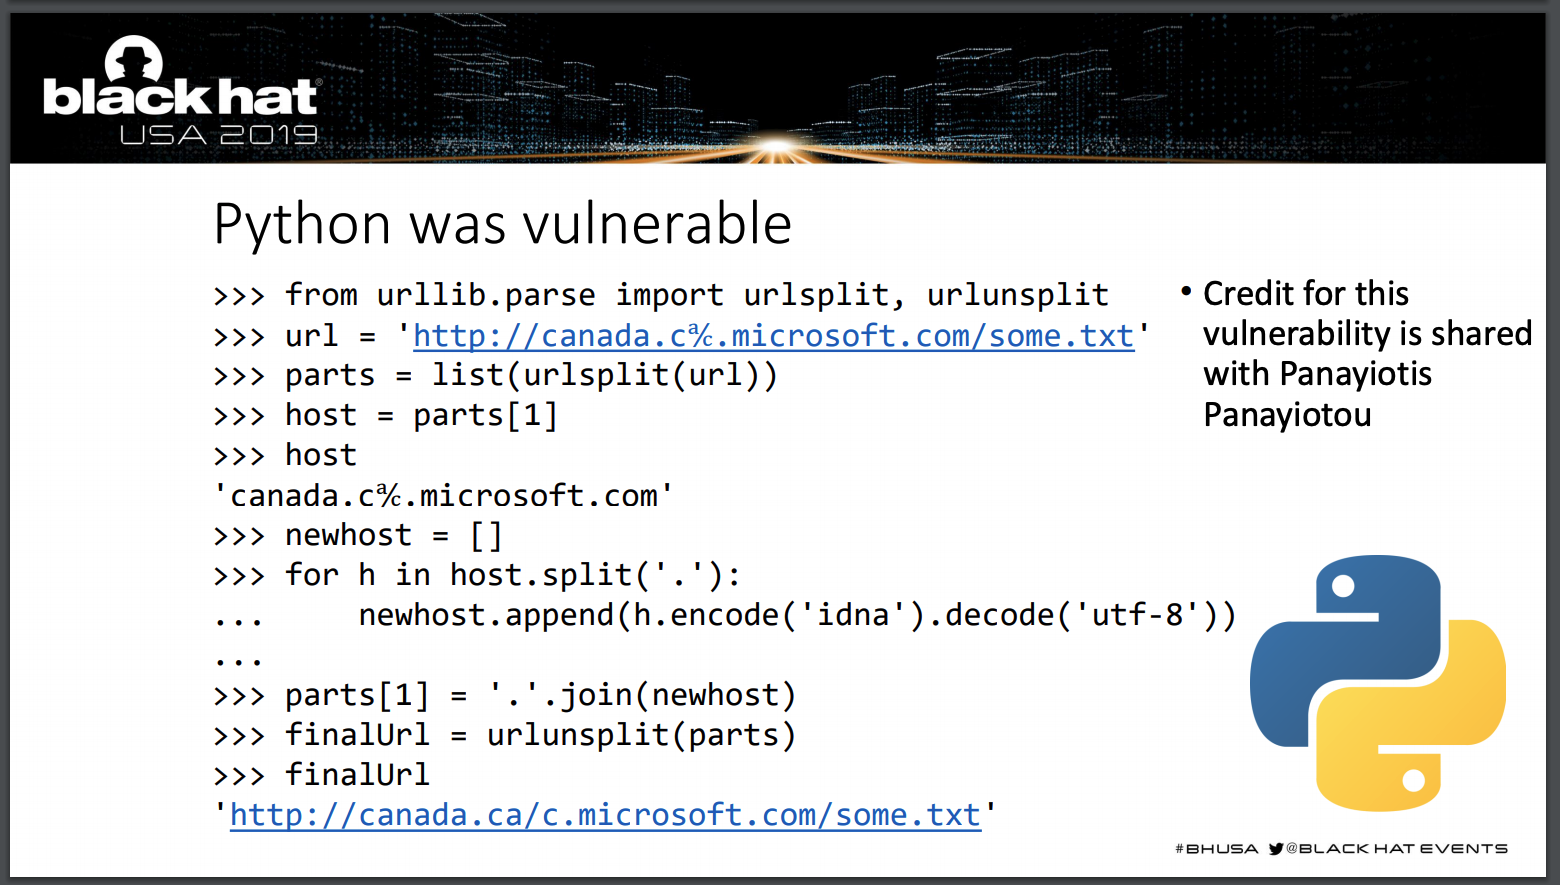 black hat®
USA 2019
Python was vulnerable
>>> from urllib.parse import urlsplit, urlunsplit
>>> url = 'http://canada.c℀.microsoft.com/some.txt'
>>> parts = list(urlsplit(url))
>>> host = parts[1]
>>> host
'canada.c℀.microsoft.com'
>>> newhost = []
>>> for h in host.split('.'):
...     newhost.append(h.encode('idna').decode('utf-8'))
...
>>> parts[1] = '.'.join(newhost)
>>> finalUrl = urlunsplit(parts)
>>> finalUrl
'http://canada.ca/c.microsoft.com/some.txt'
• Credit for this
vulnerability is shared
with Panayiotis
Panayiotou
#BHUSA @BLACK HAT EVENTS